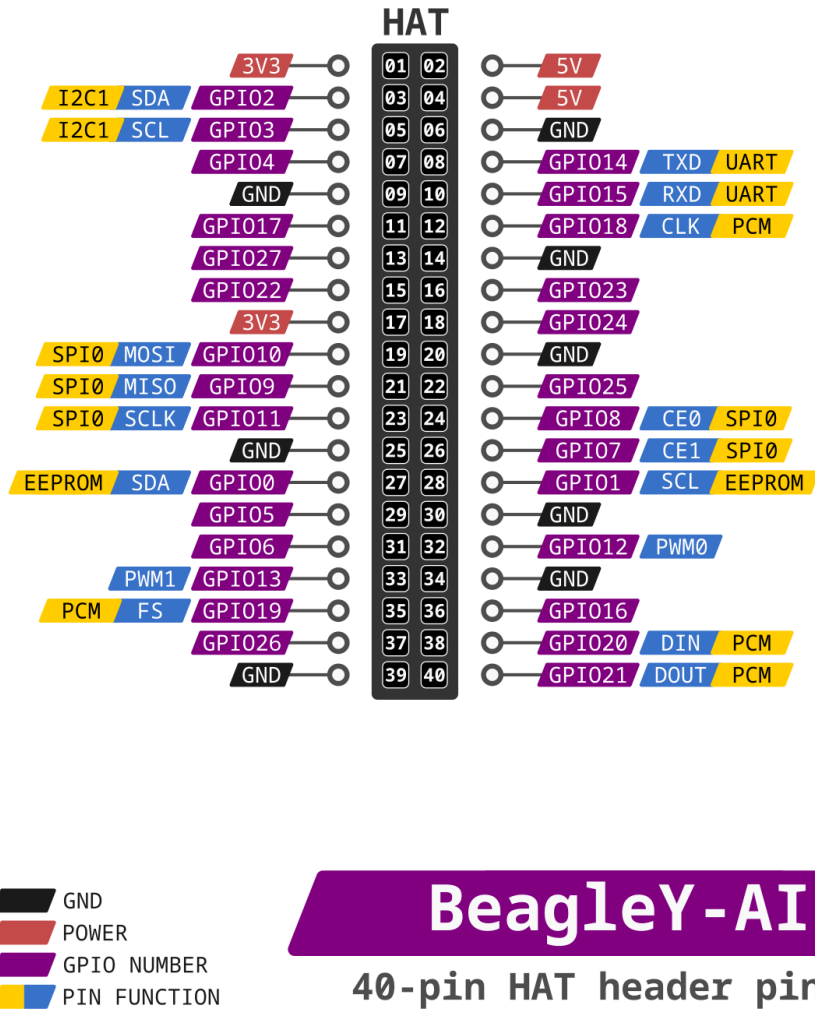 HAT
3V3 01 02 5V
I2C1 SDA GPIO2 03 04 5V
I2C1 SCL GPIO3 05 06 GND
GPIO4 07 08 GPIO14 TXD UART
GND 09 10 GPIO15 RXD UART
GPIO17 11 12 GPIO18 CLK PCM
GPIO27 13 14 GND
GPIO22 15 16 GPIO23
3V3 17 18 GPIO24
SPI0 MOSI GPIO10 19 20 GND
SPI0 MISO GPIO9 21 22 GPIO25
SPI0 SCLK GPIO11 23 24 GPIO8 CE0 SPI0
GND 25 26 GPIO7 CE1 SPI0
EEPROM SDA GPIO0 27 28 GPIO1 SCL EEPROM
GPIO5 29 30 GND
GPIO6 31 32 GPIO12 PWM0
PWM1 GPIO13 33 34 GND
PCM FS GPIO19 35 36 GPIO16
GPIO26 37 38 GPIO20 DIN PCM
GND 39 40 GPIO21 DOUT PCM
GND
POWER
GPIO NUMBER
PIN FUNCTION
BeagleY-AI
40-pin HAT header pin